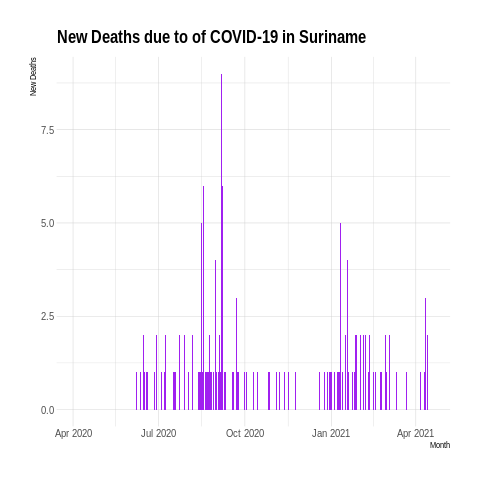 New Deaths due to of COVID-19 in Suriname
New Deaths
7.5
5.0
2.5
0.0
Apr 2020 Jul 2020 Oct 2020 Jan 2021 Apr 2021
Month